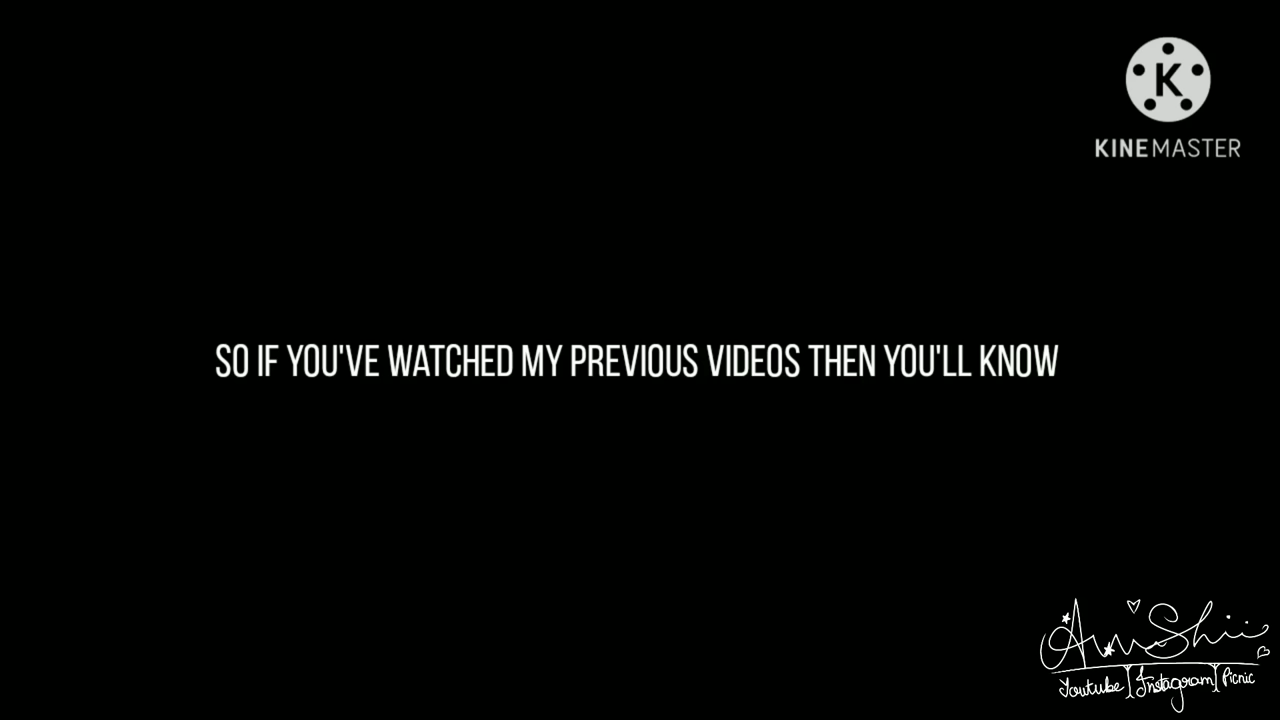 K
KINEMASTER
SO IF YOU'VE WATCHED MY PREVIOUS VIDEOS THEN YOU'LL KNOW
Youtube | Instagram | Picnic